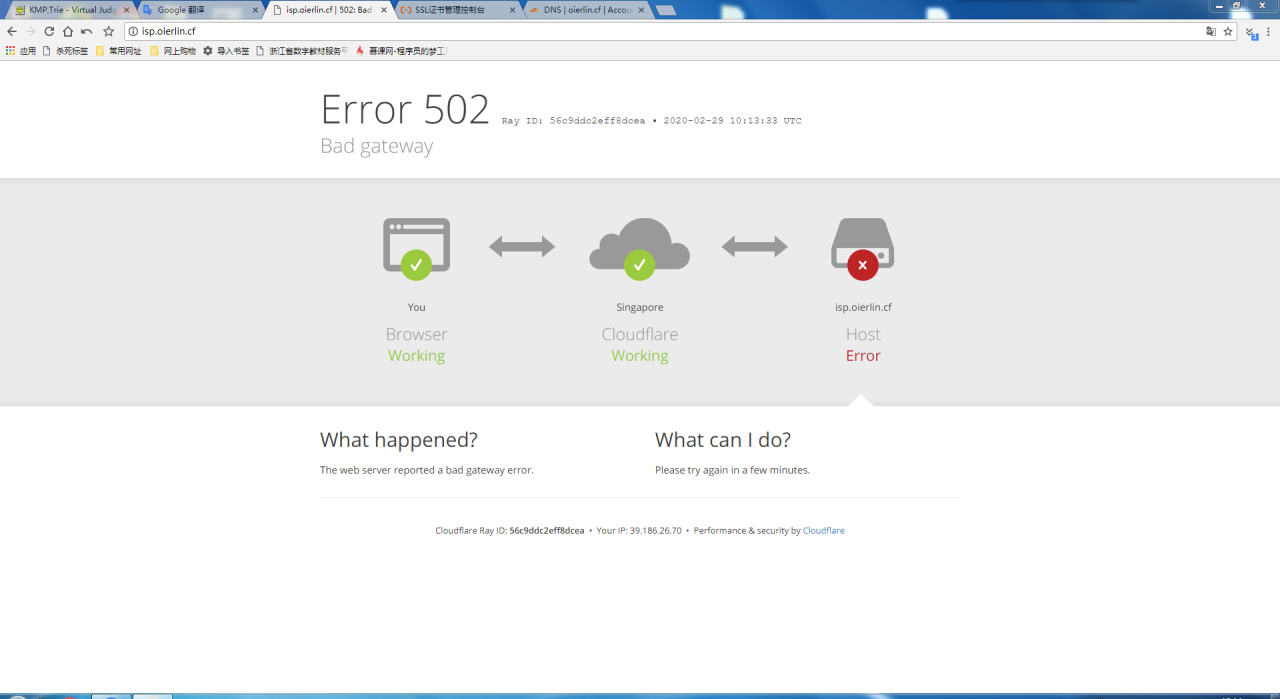 KMP,Trie - Virtual Judg
Google 翻译
isp.oierlin.cf | 502: Bad
SSL证书管理控制台
DNS | oierlin.cf | Accou
isp.oierlin.cf
应用
杀死标签
常用网址
网上购物
导入书签
浙江省数字教材服务平
慕课网-程序员的梦工
Error 502 Ray ID: 56c9ddc2eff8dcea • 2020-02-29 10:13:33 UTC
Bad gateway
You
Browser
Working
Singapore
Cloudflare
Working
isp.oierlin.cf
Host
Error
What happened?
The web server reported a bad gateway error.
What can I do?
Please try again in a few minutes.
Cloudflare Ray ID: 56c9ddc2eff8dcea • Your IP: 39.186.26.70 • Performance & security by Cloudflare